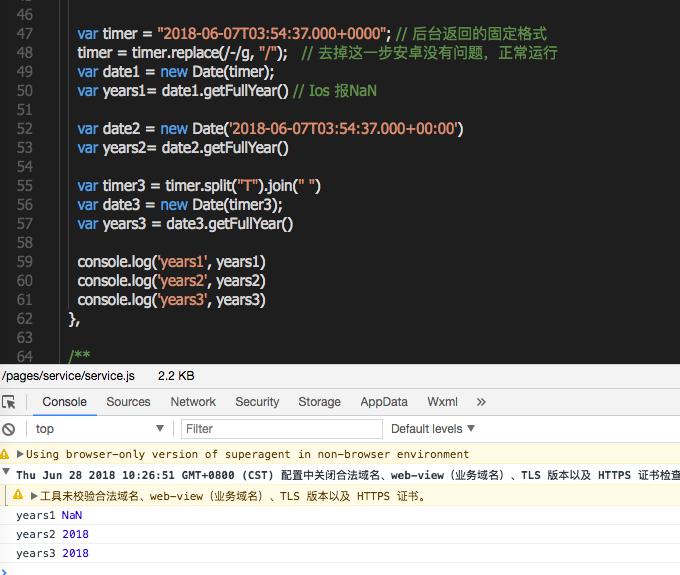 46
47 var timer = "2018-06-07T03:54:37.000+0000"; // 后台返回的固定格式
48 timer = timer.replace(/-/g, "/"); // 去掉这一步安卓没有问题，正常运行
49 var date1 = new Date(timer);
50 var years1= date1.getFullYear() // Ios 报NaN
51
52 var date2 = new Date('2018-06-07T03:54:37.000+00:00')
53 var years2= date2.getFullYear()
54
55 var timer3 = timer.split("T").join(" ")
56 var date3 = new Date(timer3);
57 var years3 = date3.getFullYear()
58
59 console.log('years1', years1)
60 console.log('years2', years2)
61 console.log('years3', years3)
62 },
63
64 /**
/pages/service/service.js 2.2 KB
Console Sources Network Security Storage AppData Wxml »
top Filter Default levels
Using browser-only version of superagent in non-browser environment
Thu Jun 28 2018 10:26:51 GMT+0800 (CST) 配置中关闭合法域名、web-view（业务域名）、TLS 版本以及 HTTPS 证书检查
工具未校验合法域名、web-view（业务域名）、TLS 版本以及 HTTPS 证书。
years1 NaN
years2 2018
years3 2018